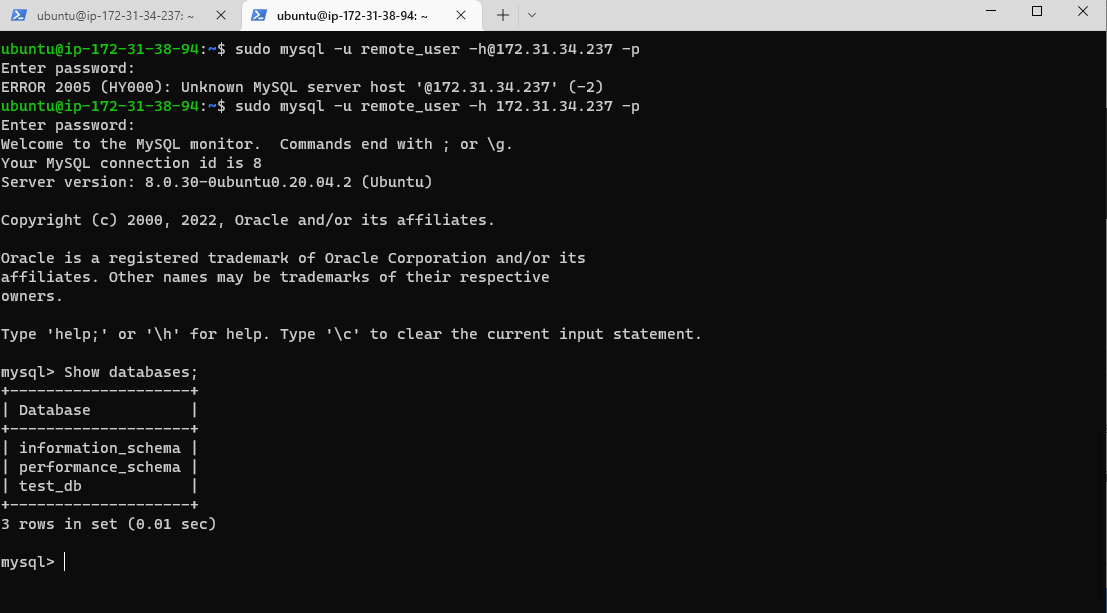 ubuntu@ip-172-31-34-237: ~
ubuntu@ip-172-31-38-94: ~
ubuntu@ip-172-31-38-94:~$ sudo mysql -u remote_user -h@172.31.34.237 -p
Enter password:
ERROR 2005 (HY000): Unknown MySQL server host '@172.31.34.237' (-2)
ubuntu@ip-172-31-38-94:~$ sudo mysql -u remote_user -h 172.31.34.237 -p
Enter password:
Welcome to the MySQL monitor.  Commands end with ; or \g.
Your MySQL connection id is 8
Server version: 8.0.30-0ubuntu0.20.04.2 (Ubuntu)

Copyright (c) 2000, 2022, Oracle and/or its affiliates.

Oracle is a registered trademark of Oracle Corporation and/or its
affiliates. Other names may be trademarks of their respective
owners.

Type 'help;' or '\h' for help. Type '\c' to clear the current input statement.

mysql> Show databases;
+--------------------+
| Database           |
+--------------------+
| information_schema |
| performance_schema |
| test_db            |
+--------------------+
3 rows in set (0.01 sec)

mysql>